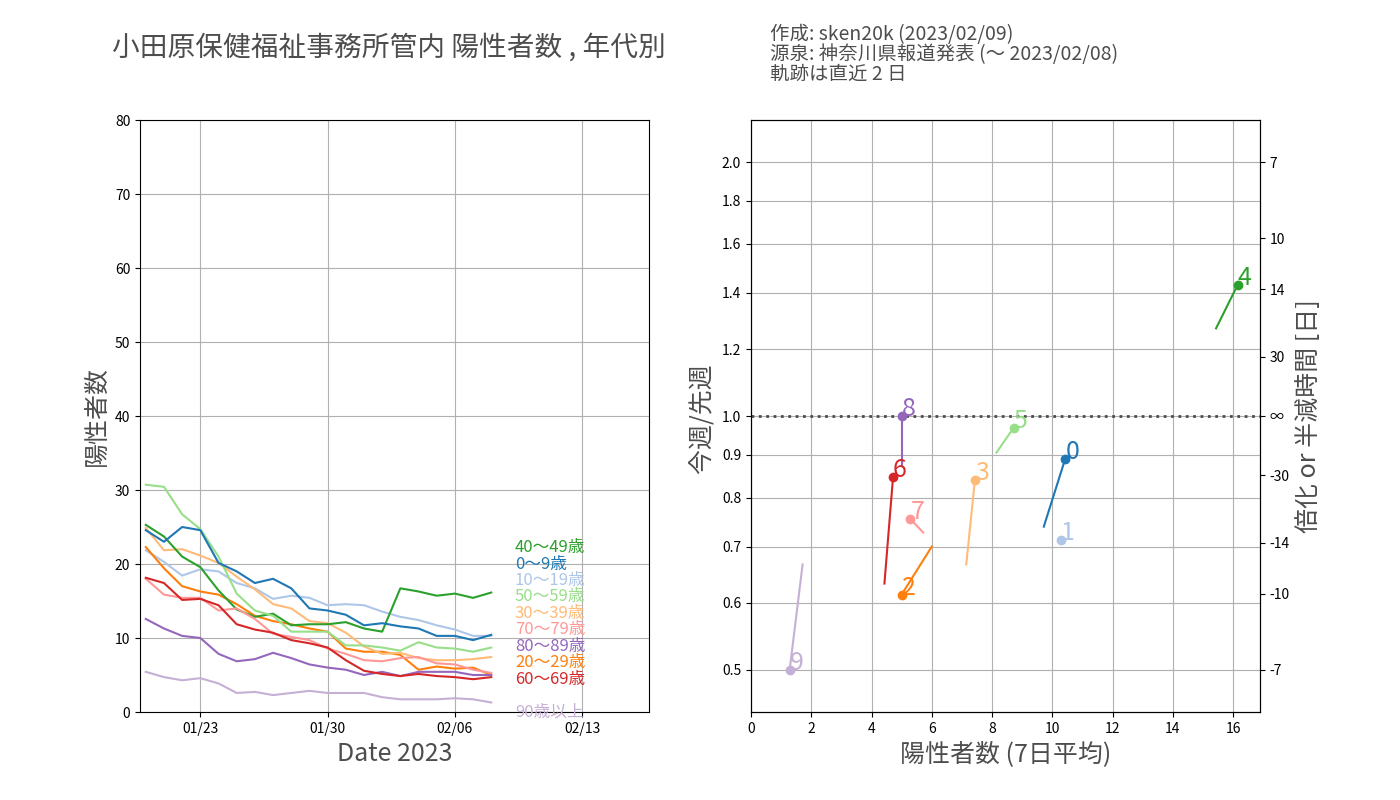 小田原保健福祉事務所管内 陽性者数 , 年代別
作成: sken20k (2023/02/09)
源泉: 神奈川県報道発表 (～ 2023/02/08)
軌跡は直近 2 日
陽性者数
80
70
60
50
40
30
20
10
0
40～49歳
0～9歳
10～19歳
50～59歳
30～39歳
70～79歳
80～89歳
20～29歳
60～69歳
90歳以上
01/23
01/30
02/06
02/13
Date 2023
今週/先週
2.0
1.8
1.6
1.4
1.2
1.0
0.9
0.8
0.7
0.6
0.5
4
8
5
0
6
3
7
1
2
9
7
10
14
30
∞
-30
-14
-10
-7
倍化 or 半減時間 [日]
0
2
4
6
8
10
12
14
16
陽性者数 (7日平均)